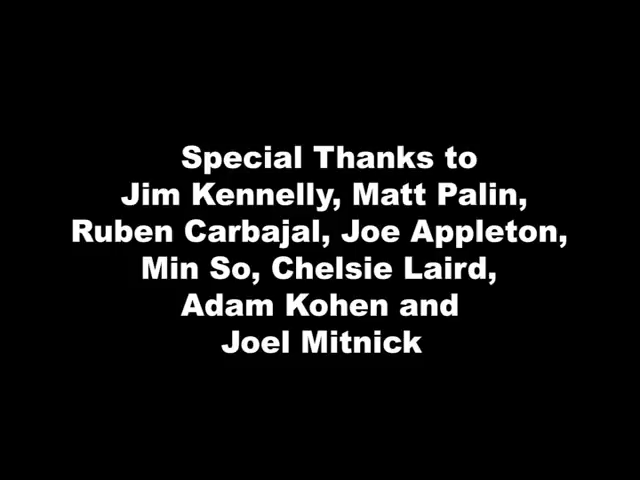 Special Thanks to
Jim Kennelly, Matt Palin,
Ruben Carbajal, Joe Appleton,
Min So, Chelsie Laird,
Adam Kohen and
Joel Mitnick